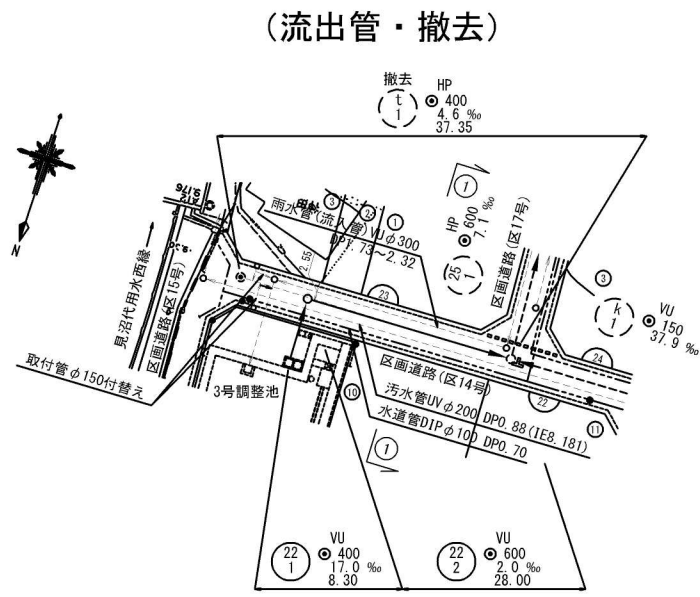 (流出管・撤去)
撤去
t
1
HP
400
4.6 ‰
37.35
1
HP
600
7.1 ‰
25
1
区画道路(区17号)
3
2
1
雨水管(流入管)VUφ300
DP1.73~2.32
2.55
9.176
N
見沼代用水西縁
区画道路(区15号)
23
3
k
1
VU
150
37.9 ‰
24
取付管φ150付替え
3号調整池
10
区画道路(区14号)
22
汚水管UVφ200 DP0.88(IE8.181)
水道管DIPφ100 DP0.70
11
1
22
1
VU
400
17.0 ‰
8.30
22
2
VU
600
2.0 ‰
28.00